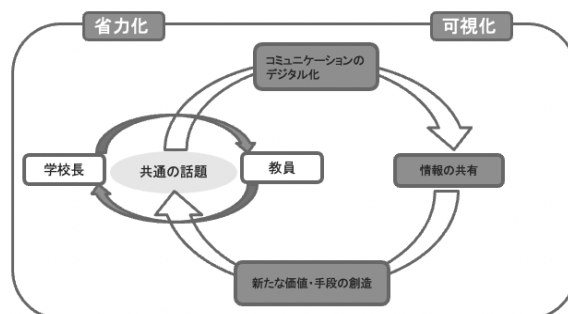 省力化
可視化
コミュニケーションの
デジタル化
学校長
共通の話題
教員
情報の共有
新たな価値・手段の創造